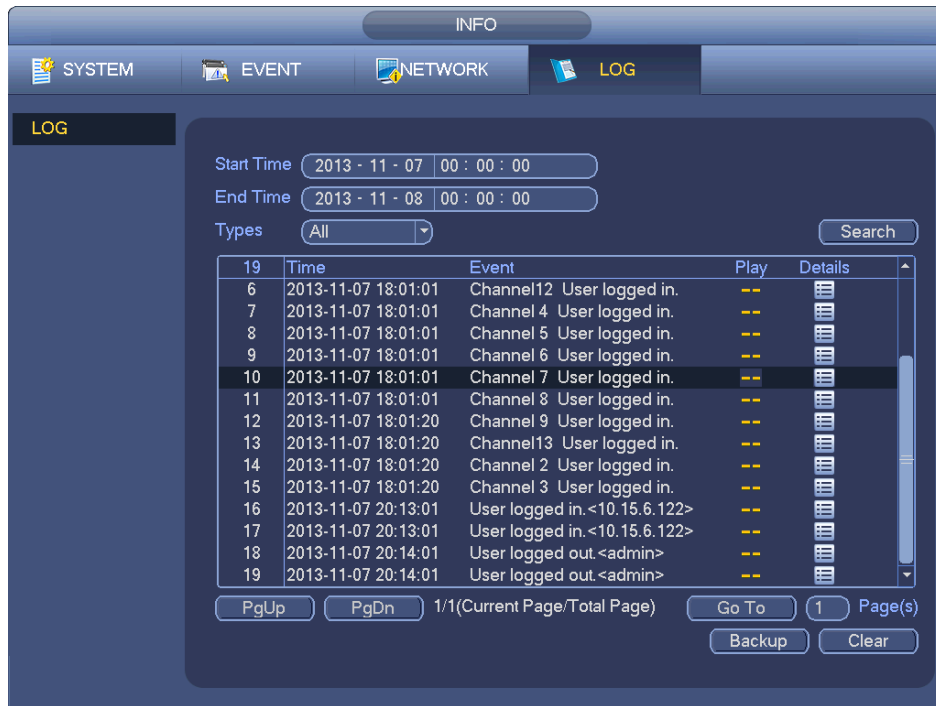 INFO
SYSTEM EVENT NETWORK LOG
LOG
Start Time 2013 - 11 - 07 00 : 00 : 00
End Time 2013 - 11 - 08 00 : 00 : 00
Types All Search
19 Time Event Play Details
6 2013-11-07 18:01:01 Channel12 User logged in. --
7 2013-11-07 18:01:01 Channel 4 User logged in. --
8 2013-11-07 18:01:01 Channel 5 User logged in. --
9 2013-11-07 18:01:01 Channel 6 User logged in. --
10 2013-11-07 18:01:01 Channel 7 User logged in. --
11 2013-11-07 18:01:01 Channel 8 User logged in. --
12 2013-11-07 18:01:20 Channel 9 User logged in. --
13 2013-11-07 18:01:20 Channel13 User logged in. --
14 2013-11-07 18:01:20 Channel 2 User logged in. --
15 2013-11-07 18:01:20 Channel 3 User logged in. --
16 2013-11-07 20:13:01 User logged in.<10.15.6.122> --
17 2013-11-07 20:13:01 User logged in.<10.15.6.122> --
18 2013-11-07 20:14:01 User logged out.<admin> --
19 2013-11-07 20:14:01 User logged out.<admin> --
PgUp PgDn 1/1(Current Page/Total Page) Go To 1 Page(s)
Backup Clear